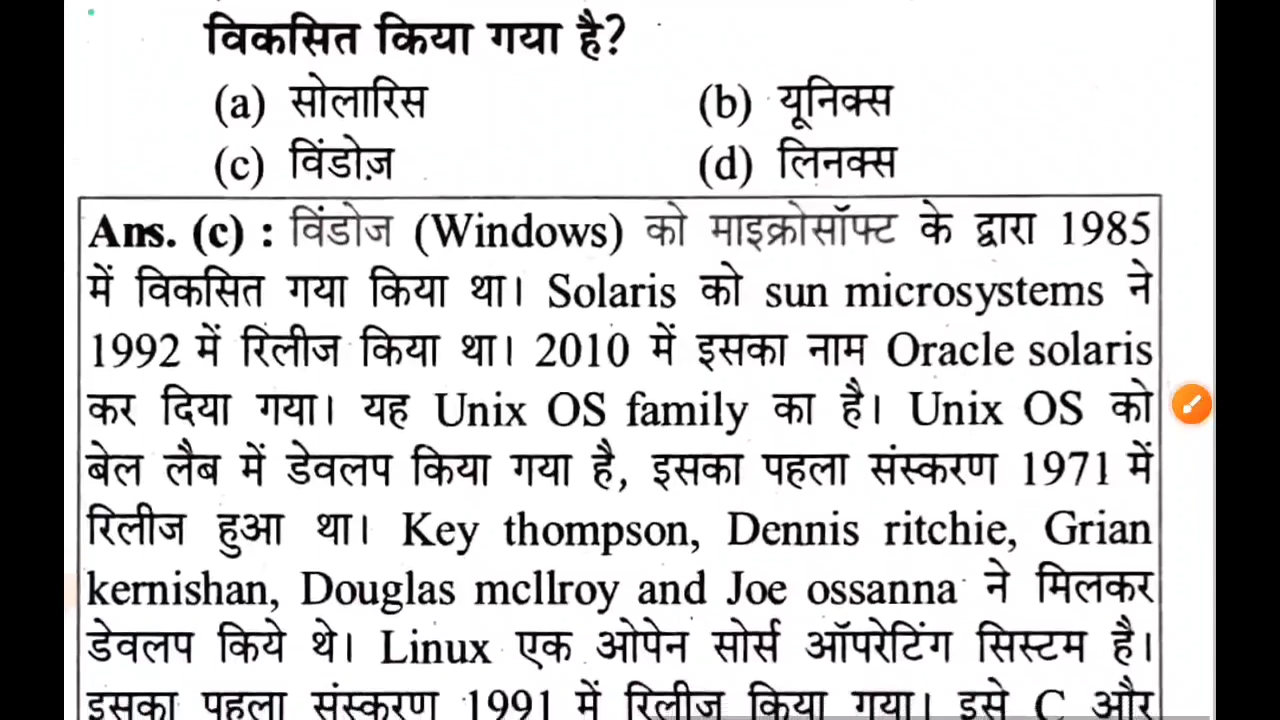 विकसित किया गया है?
(a) सोलारिस (b) यूनिक्स
(c) विंडोज़ (d) लिनक्स
Ans. (c) : विंडोज (Windows) को माइक्रोसॉफ्ट के द्वारा 1985
में विकसित गया किया था। Solaris को sun microsystems ने
1992 में रिलीज किया था। 2010 में इसका नाम Oracle solaris
कर दिया गया। यह Unix OS family का है। Unix OS को
बेल लैब में डेवलप किया गया है, इसका पहला संस्करण 1971 में
रिलीज हुआ था। Key thompson, Dennis ritchie, Grian
kernishan, Douglas mcllroy and Joe ossanna ने मिलकर
डेवलप किये थे। Linux एक ओपेन सोर्स ऑपरेटिंग सिस्टम है।
इसका पहला संस्करण 1991 में रिलीज किया गया। इसे C और